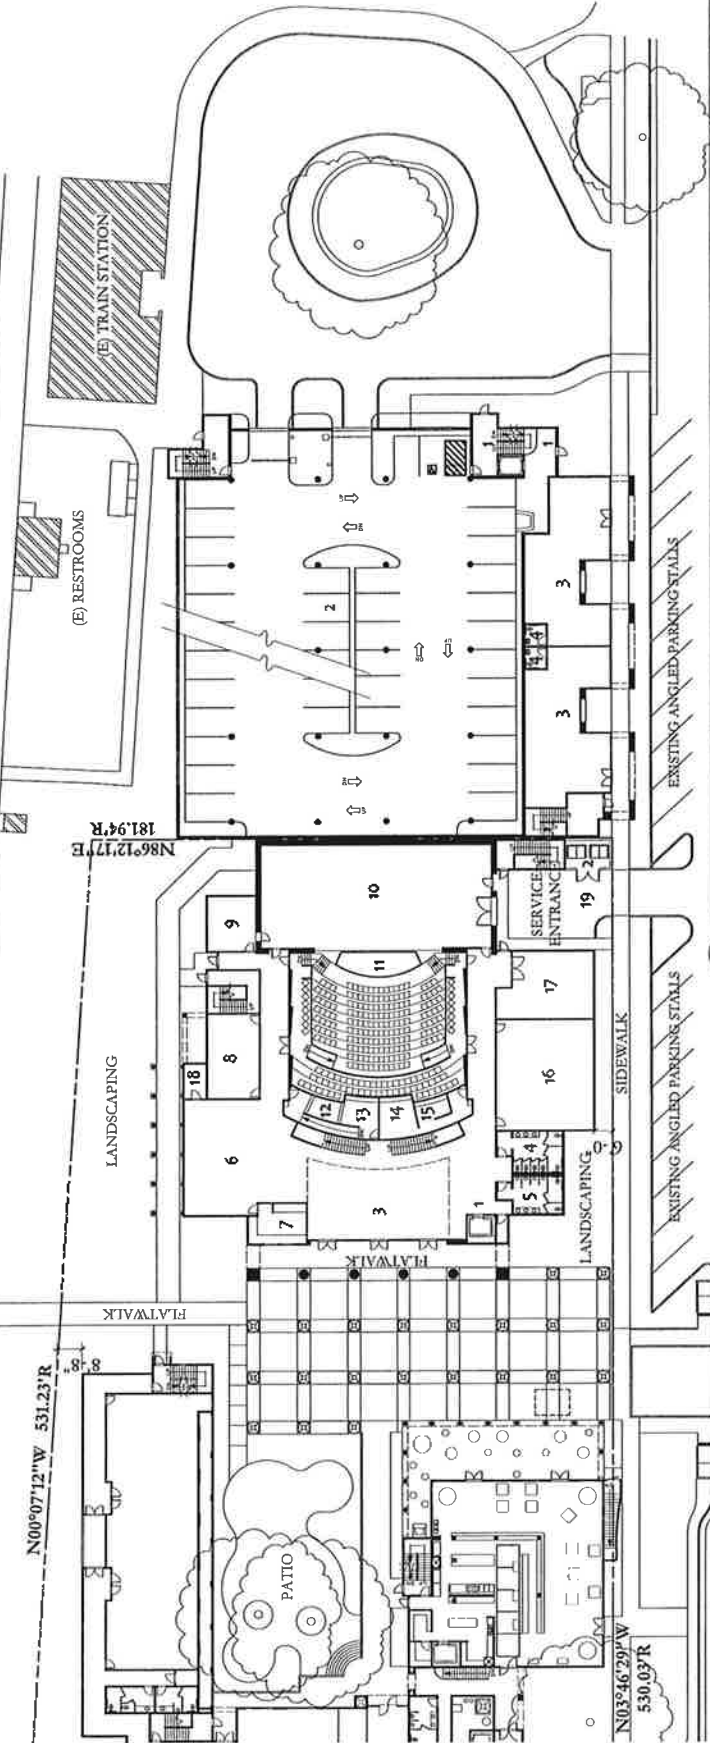 (E) TRAIN STATION
(E) RESTROOMS
1
1
2
3
4
4
3
EXISTING ANGLED PARKING STALLS
N86°12'17"E
181.94'R
10
9
SERVICE
ENTRANCE
2
19
11
17
8
18
16
SIDEWALK
LANDSCAPING
12
13
14
15
6
4
5
6'-0"
7
3
1
LANDSCAPING
EXISTING ANGLED PARKING STALLS
FLATWALK
FLATWALK
8'-8"
N00°07'12"W 531.23'R
PATIO
N03°46'29"W
530.03'R